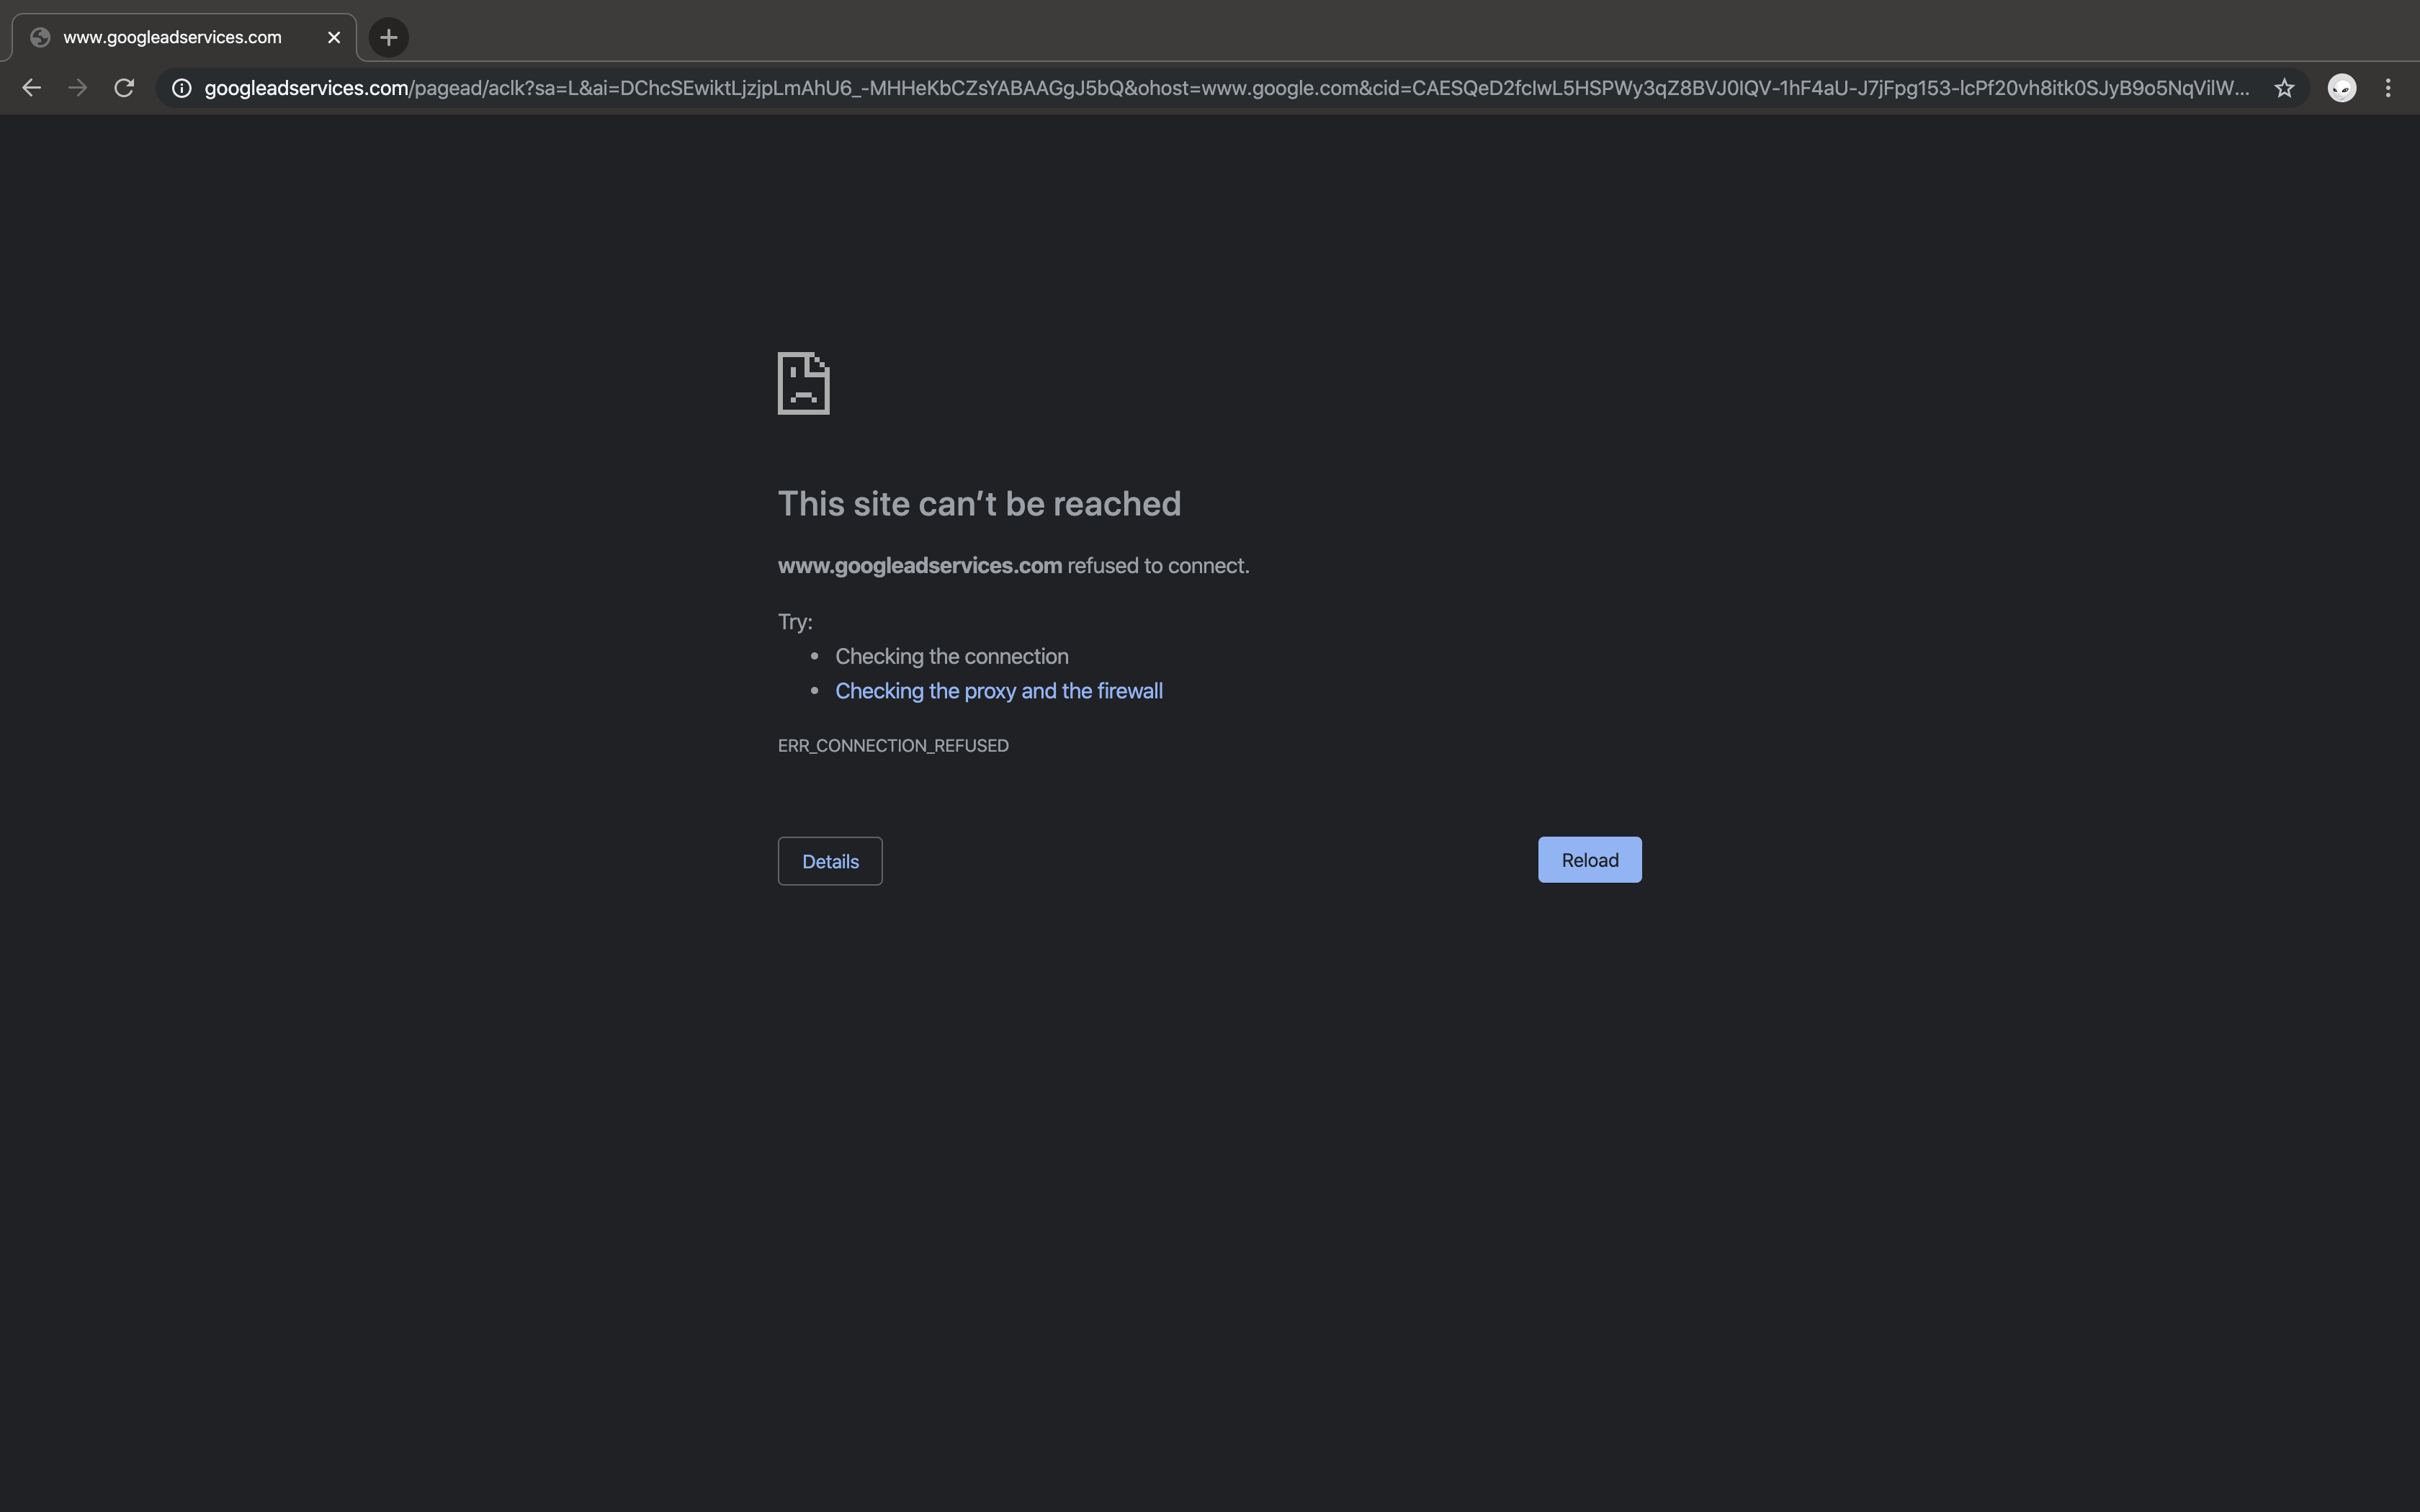 www.googleadservices.com
googleadservices.com/pagead/aclk?sa=L&ai=DChcSEwiktLjzjpLmAhU6_-MHHeKbCZsYABAAGgJ5bQ&ohost=www.google.com&cid=CAESQeD2fclwL5HSPWy3qZ8BVJ0IQV-1hF4aU-J7jFpg153-lcPf20vh8itk0SJyB9o5NqVilW...
This site can’t be reached
www.googleadservices.com refused to connect.
Try:
• Checking the connection
• Checking the proxy and the firewall
ERR_CONNECTION_REFUSED
Details
Reload